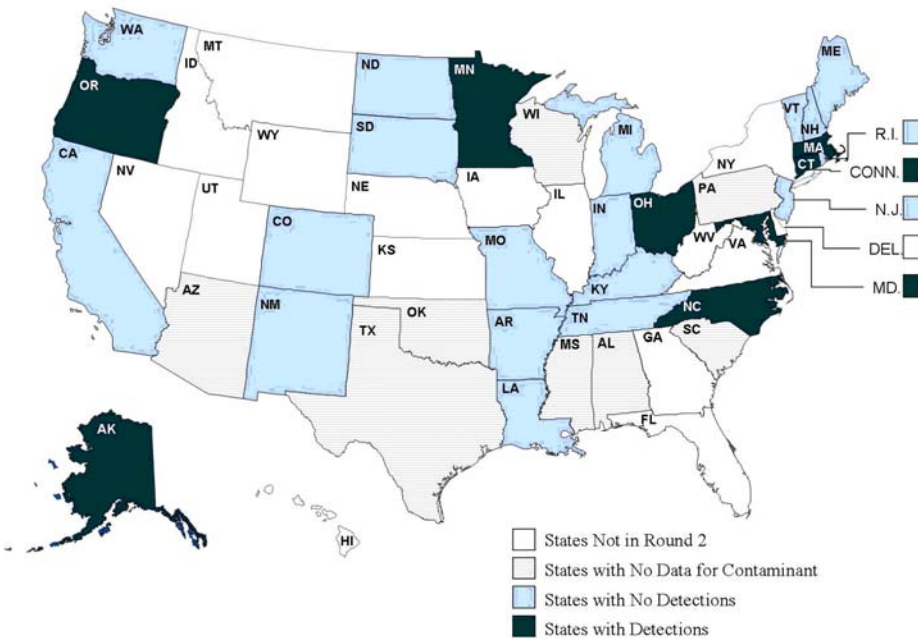 WA
MT
ME
ND
MN
ID
OR
VT
WI
SD
NH
MI
R.I.
MA
WY
CA
CT
CONN.
NY
NV
NE
IA
PA
UT
IL
OH
N.J.
IN
CO
WV
VA
MO
DEL
KS
KY
MD.
AZ
NM
OK
NC
TN
TX
AR
SC
MS
AL
GA
LA
FL
AK
HI
States Not in Round 2
States with No Data for Contaminant
States with No Detections
States with Detections